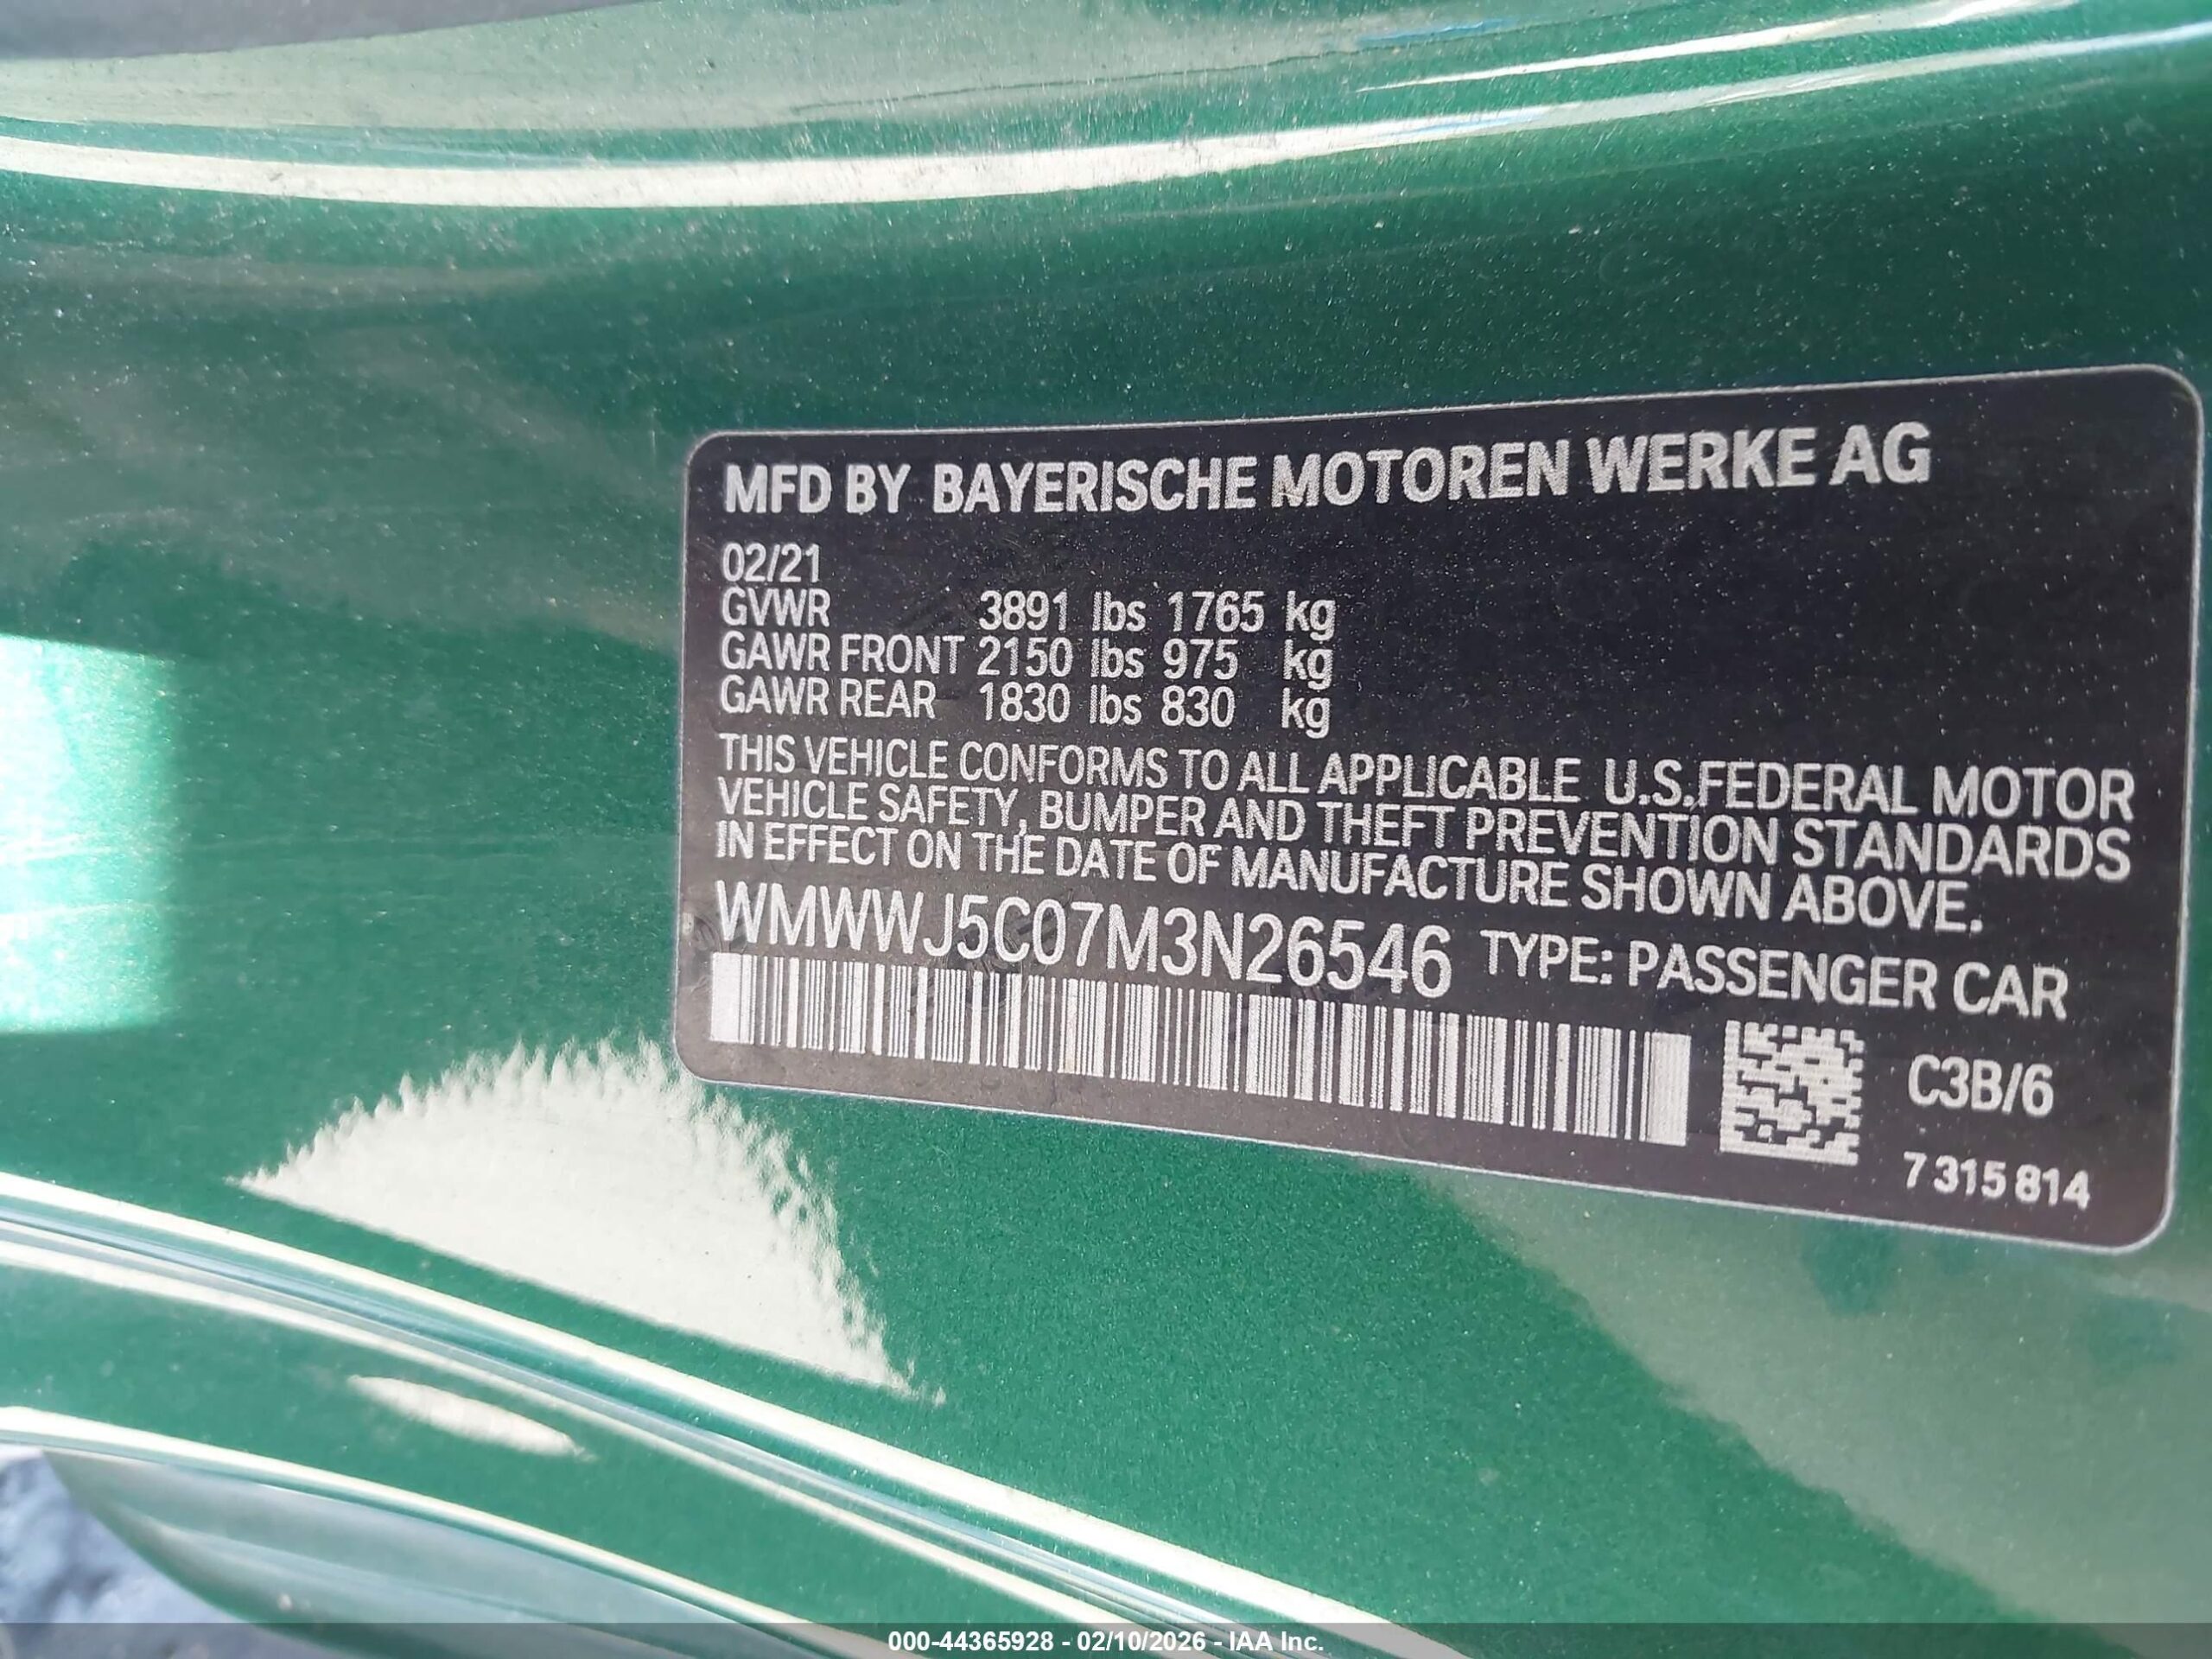 MFD BY BAYERISCHE MOTOREN WERKE AG
02/21
GVWR 3891 lbs 1765 kg
GAWR FRONT 2150 lbs 975 kg
GAWR REAR 1830 lbs 830 kg
THIS VEHICLE CONFORMS TO ALL APPLICABLE U.S.FEDERAL MOTOR
VEHICLE SAFETY, BUMPER AND THEFT PREVENTION STANDARDS
IN EFFECT ON THE DATE OF MANUFACTURE SHOWN ABOVE.
WMWWJ5C07M3N26546 TYPE: PASSENGER CAR
C3B/6
7 315 814
000-44365928 - 02/10/2026 - IAA Inc.